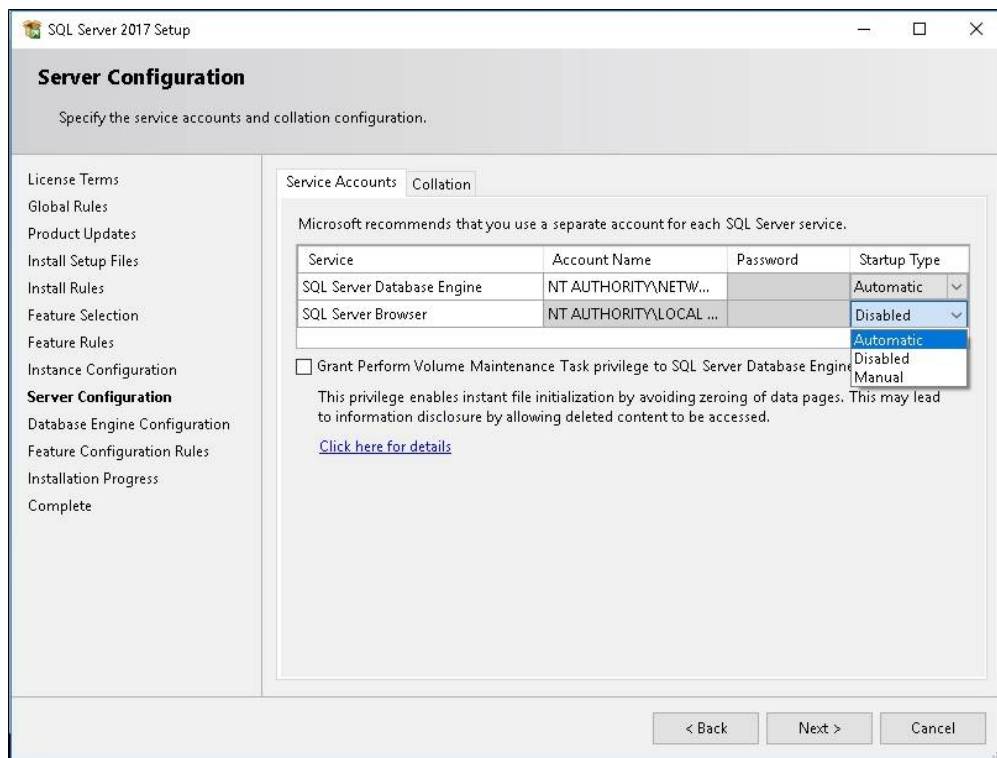 SQL Server 2017 Setup
Server Configuration
Specify the service accounts and collation configuration.
License Terms
Global Rules
Product Updates
Install Setup Files
Install Rules
Feature Selection
Feature Rules
Instance Configuration
Server Configuration
Database Engine Configuration
Feature Configuration Rules
Installation Progress
Complete
Service Accounts Collation
Microsoft recommends that you use a separate account for each SQL Server service.
Service Account Name Password Startup Type
SQL Server Database Engine NT AUTHORITY\NETW... Automatic
SQL Server Browser NT AUTHORITY\LOCAL ... Disabled
Automatic
Disabled
Manual
Grant Perform Volume Maintenance Task privilege to SQL Server Database Engine
This privilege enables instant file initialization by avoiding zeroing of data pages. This may lead
to information disclosure by allowing deleted content to be accessed.
Click here for details
< Back Next > Cancel